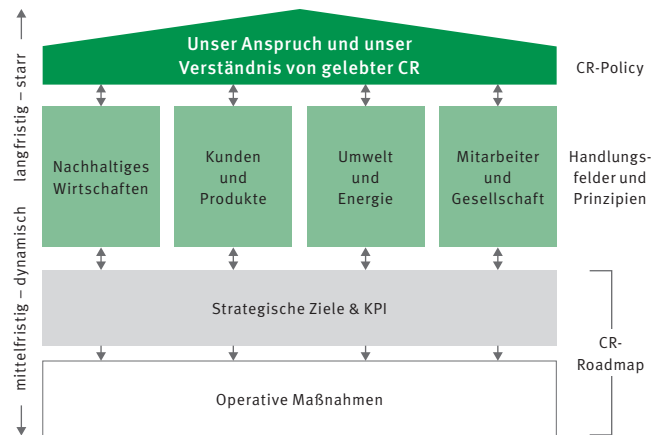 Unser Anspruch und unser
Verständnis von gelebter CR
CR-Policy
Nachhaltiges
Wirtschaften
Kunden
und
Produkte
Umwelt
und
Energie
Mitarbeiter
und
Gesellschaft
Handlungs-
felder und
Prinzipien
Strategische Ziele & KPI
Operative Maßnahmen
CR-
Roadmap
langfristig – starr
mittelfristig – dynamisch